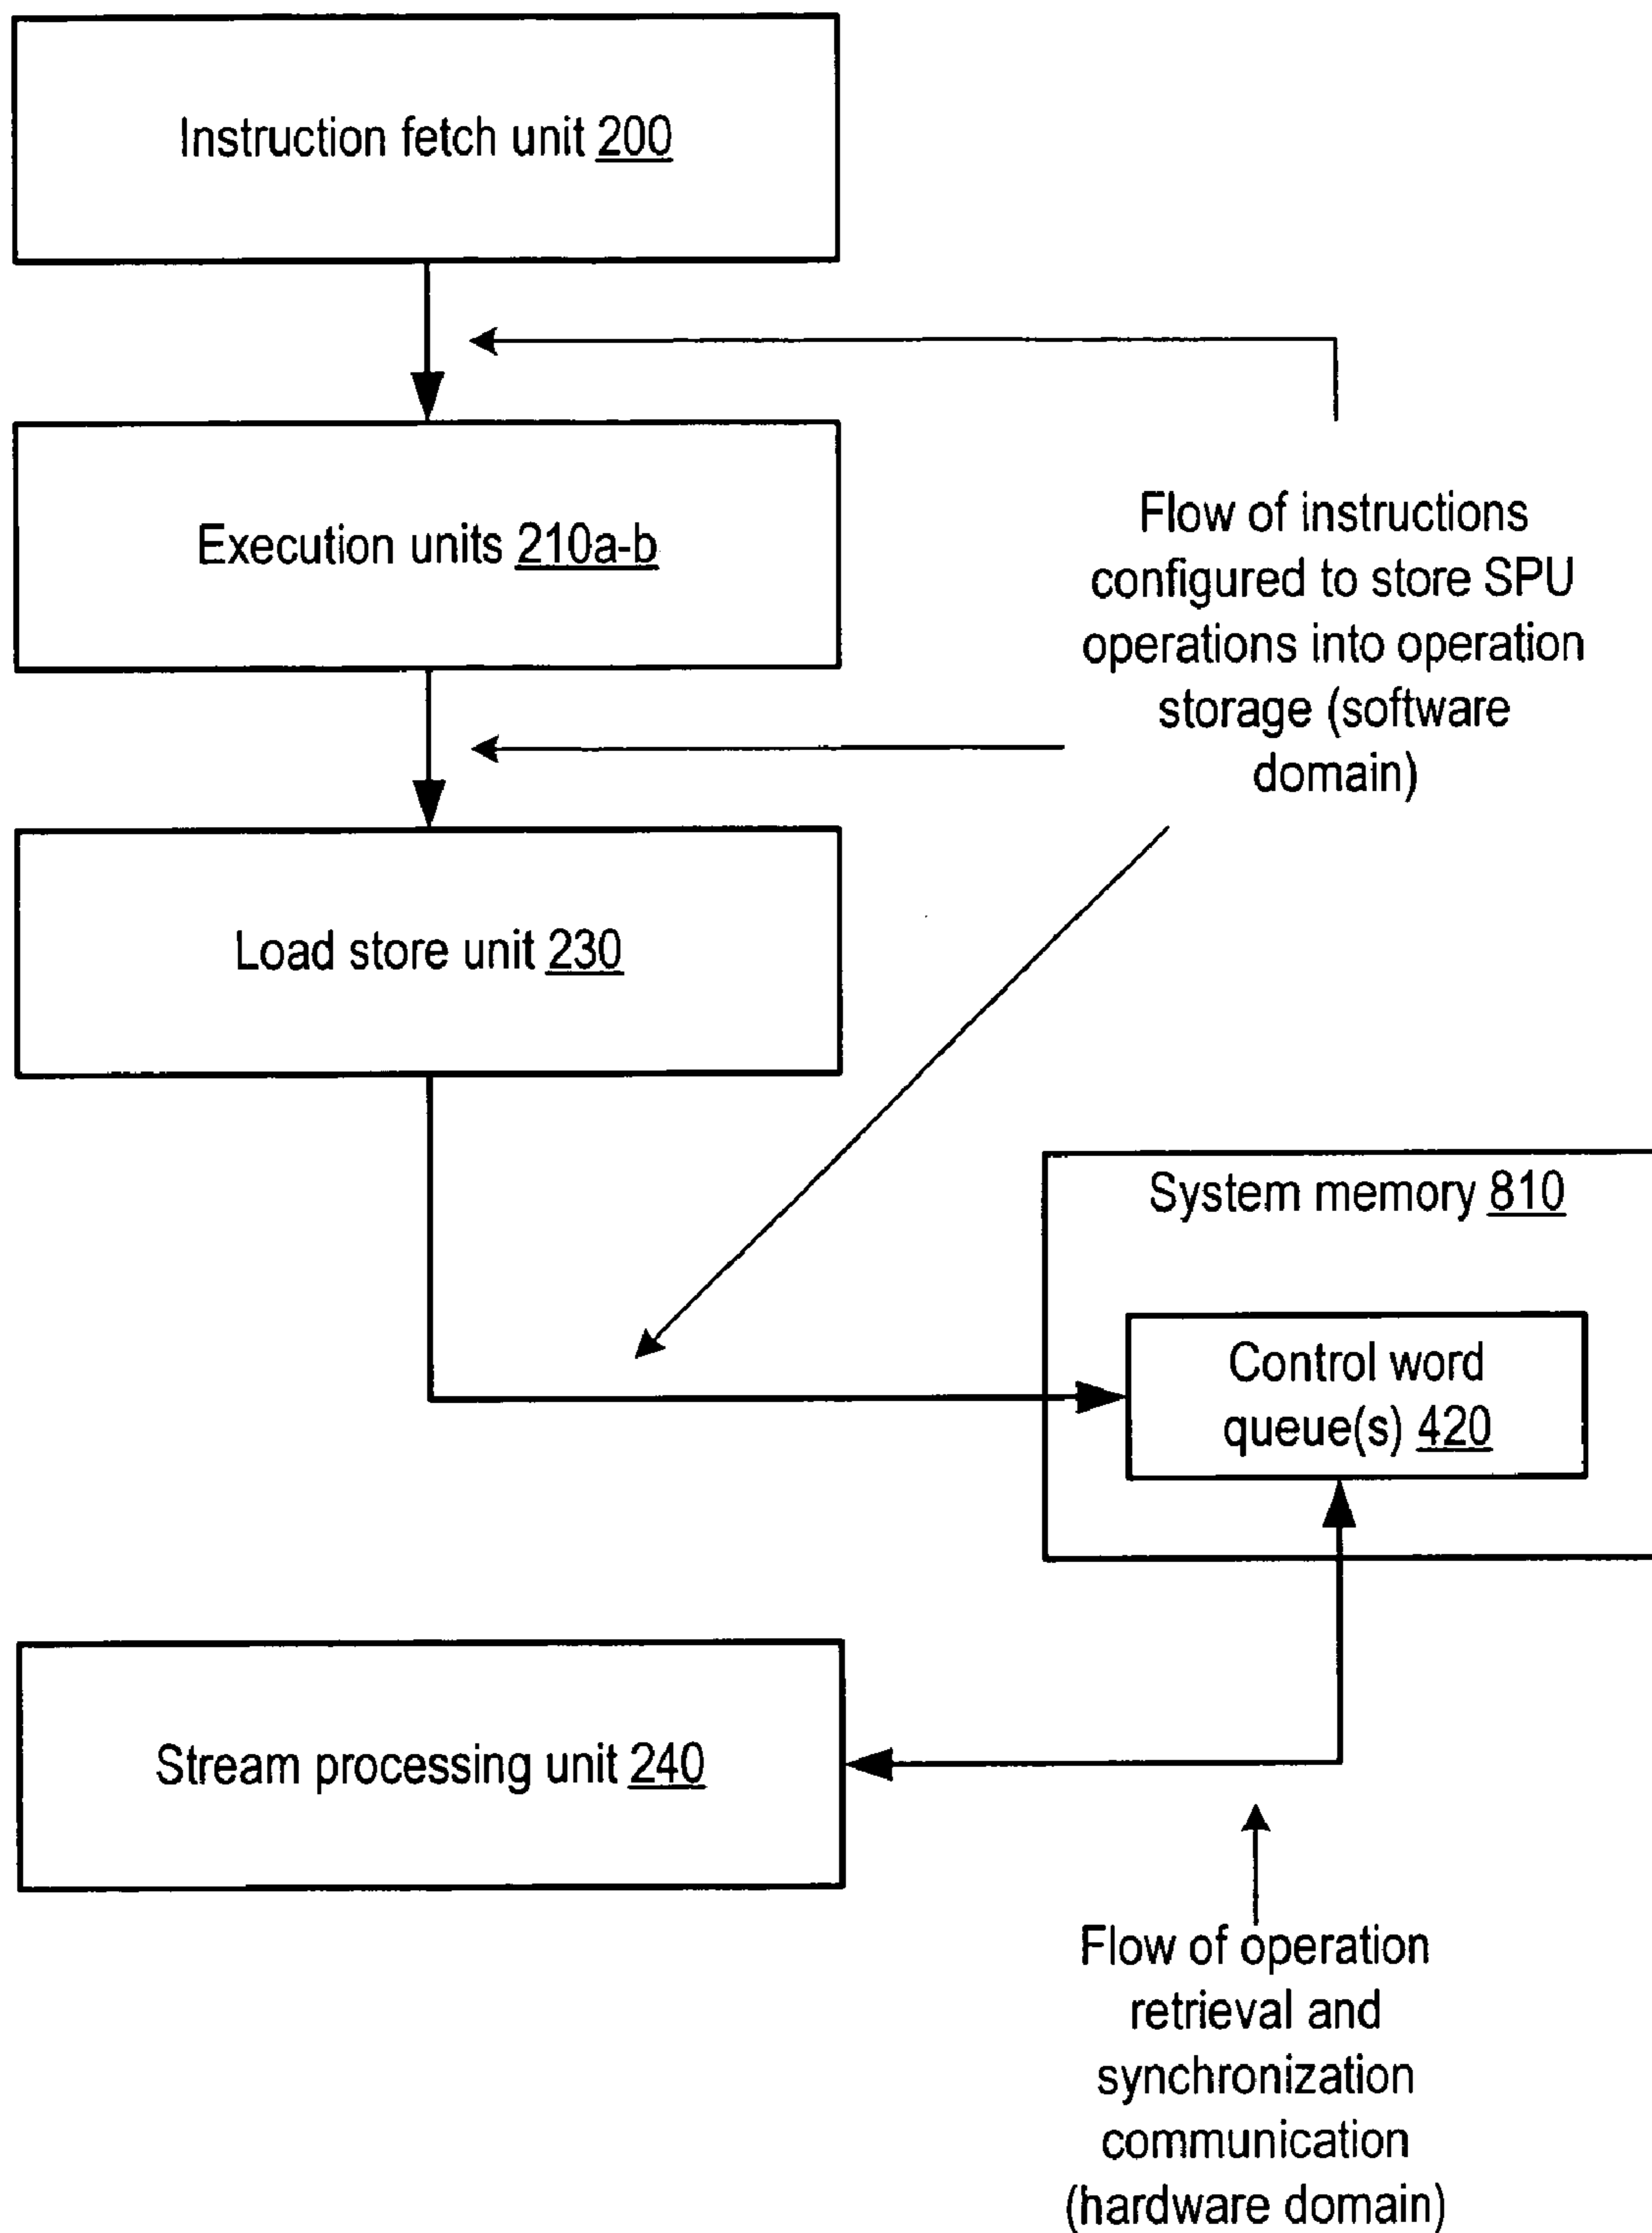 Instruction fetch unit 200
Execution units 210a-b
Flow of instructions
configured to store SPU
operations into operation
storage (software
domain)
Load store unit 230
System memory 810
Control word
queue(s) 420
Stream processing unit 240
Flow of operation
retrieval and
synchronization
communication
(hardware domain)